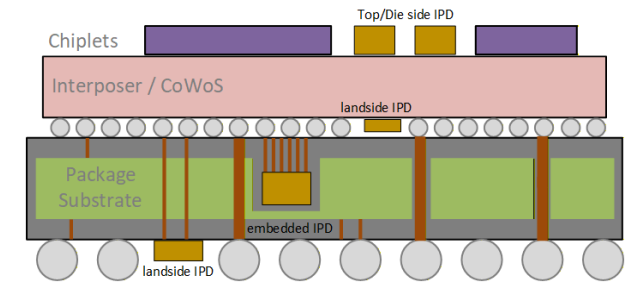 Top/Die side IPD
Chiplets
Interposer / CoWoS
landside IPD
Package
Substrate
embedded IPD
landside IPD